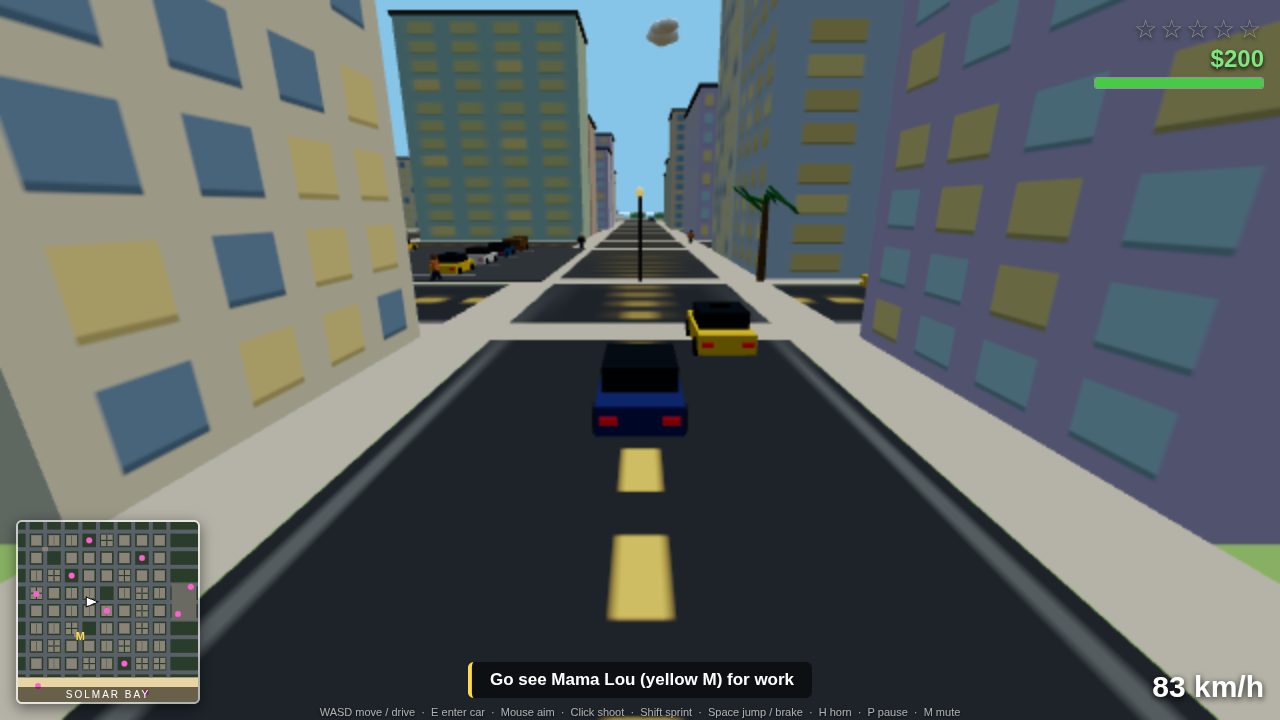 $200
M
SOLMAR BAY
Go see Mama Lou (yellow M) for work
83 km/h
WASD move / drive · E enter car · Mouse aim · Click shoot · Shift sprint · Space jump / brake · H horn · P pause · M mute